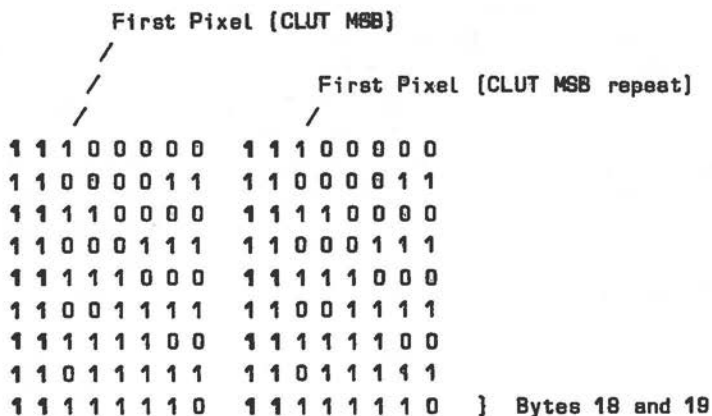 First Pixel (CLUT MSB)
/
/ First Pixel (CLUT MSB repeat)
/ /
1 1 1 0 0 0 0 0 1 1 1 0 0 0 0 0
1 1 0 0 0 0 1 1 1 1 0 0 0 0 1 1
1 1 1 1 0 0 0 0 1 1 1 1 0 0 0 0
1 1 0 0 0 1 1 1 1 1 0 0 0 1 1 1
1 1 1 1 1 0 0 0 1 1 1 1 1 0 0 0
1 1 0 0 1 1 1 1 1 1 0 0 1 1 1 1
1 1 1 1 1 1 0 0 1 1 1 1 1 1 0 0
1 1 0 1 1 1 1 1 1 1 0 1 1 1 1 1
1 1 1 1 1 1 1 0 1 1 1 1 1 1 1 0 } Bytes 18 and 19